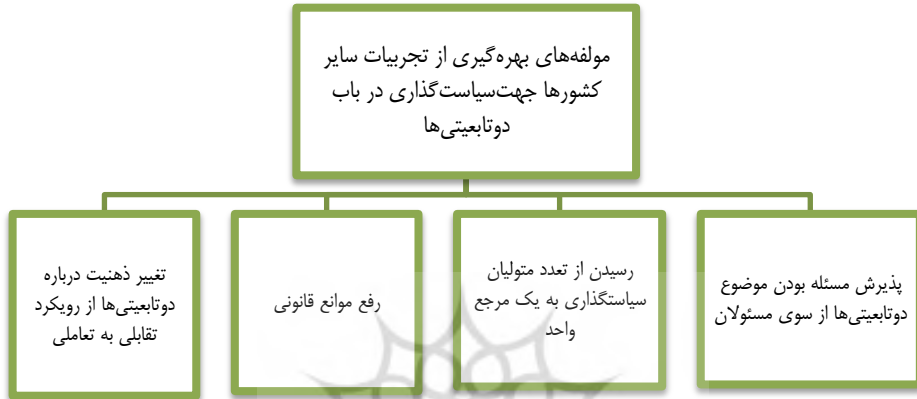 مولفه‌های بهره‌گیری از تجربیات سایر
کشورها جهت‌سیاست‌گذاری در باب
دوتابعیتی‌ها
پذیرش مسئله بودن موضوع
دوتابعیتی‌ها از سوی مسئولان
رسیدن از تعدد متولیان
سیاستگذاری به یک مرجع
واحد
رفع موانع قانونی
تغییر ذهنیت درباره
دوتابعیتی‌ها از رویکرد
تقابلی به تعاملی